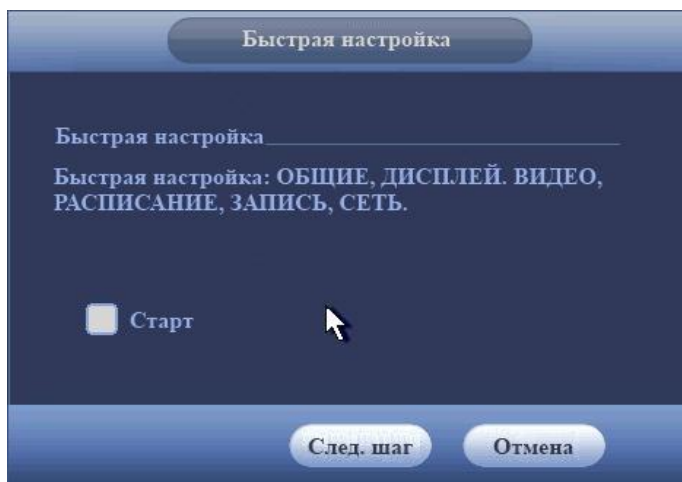 Быстрая настройка
Быстрая настройка
Быстрая настройка: ОБЩИЕ, ДИСПЛЕЙ. ВИДЕО,
РАСПИСАНИЕ, ЗАПИСЬ, СЕТЬ.
Старт
След. шаг
Отмена